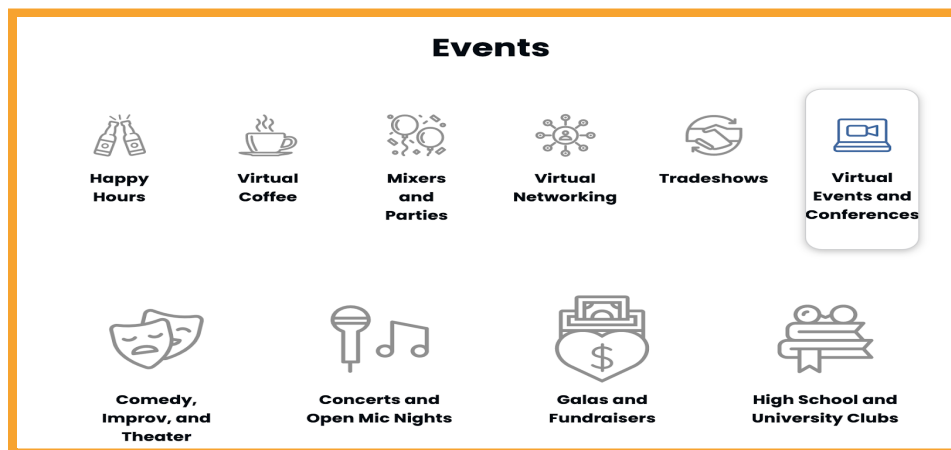 Events
Happy
Hours
Virtual
Coffee
Mixers
and
Parties
Virtual
Networking
Tradeshows
Virtual
Events and
Conferences
Comedy,
Improv, and
Theater
Concerts and
Open Mic Nights
$
Galas and
Fundraisers
High School and
University Clubs